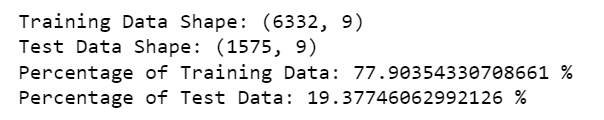 Training Data Shape: (6332, 9)
Test Data Shape: (1575, 9)
Percentage of Training Data: 77.90354330708661 %
Percentage of Test Data: 19.37746062992126 %